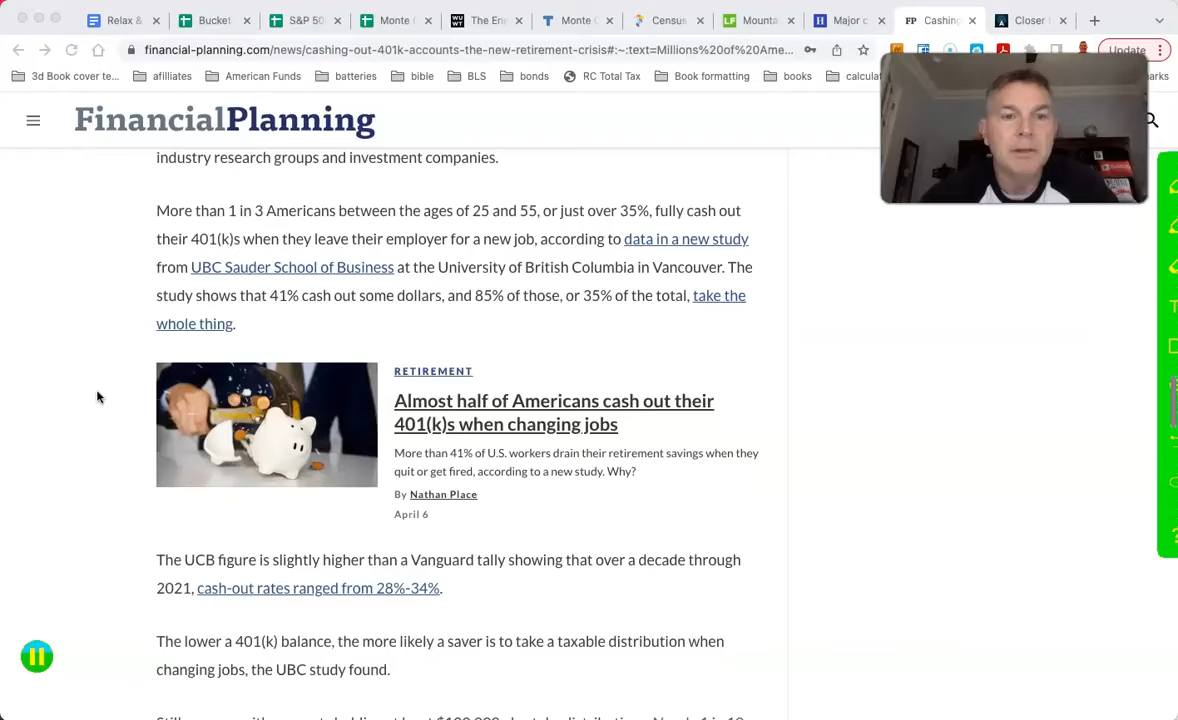 Relax &
Bucket
S&P 50
Monte
WU WT
The En
Monte
Census
LF
Mounta
Major c
FP
Cashing
Closer
financial-planning.com/news/cashing-out-401k-accounts-the-new-retirement-crisis#:~:text=Millions%20of%20Ame...
Update
3d Book cover te...
afiiliates
American Funds
batteries
bible
BLS
bonds
RC Total Tax
Book formatting
books
calculat
arks
FinancialPlanning
industry research groups and investment companies.
More than 1 in 3 Americans between the ages of 25 and 55, or just over 35%, fully cash out
their 401(k)s when they leave their employer for a new job, according to data in a new study
from UBC Sauder School of Business at the University of British Columbia in Vancouver. The
study shows that 41% cash out some dollars, and 85% of those, or 35% of the total, take the
whole thing.
RETIREMENT
Almost half of Americans cash out their
401(k)s when changing jobs
More than 41% of U.S. workers drain their retirement savings when they
quit or get fired, according to a new study. Why?
By Nathan Place
April 6
The UCB figure is slightly higher than a Vanguard tally showing that over a decade through
2021, cash-out rates ranged from 28%-34%.
The lower a 401(k) balance, the more likely a saver is to take a taxable distribution when
changing jobs, the UBC study found.